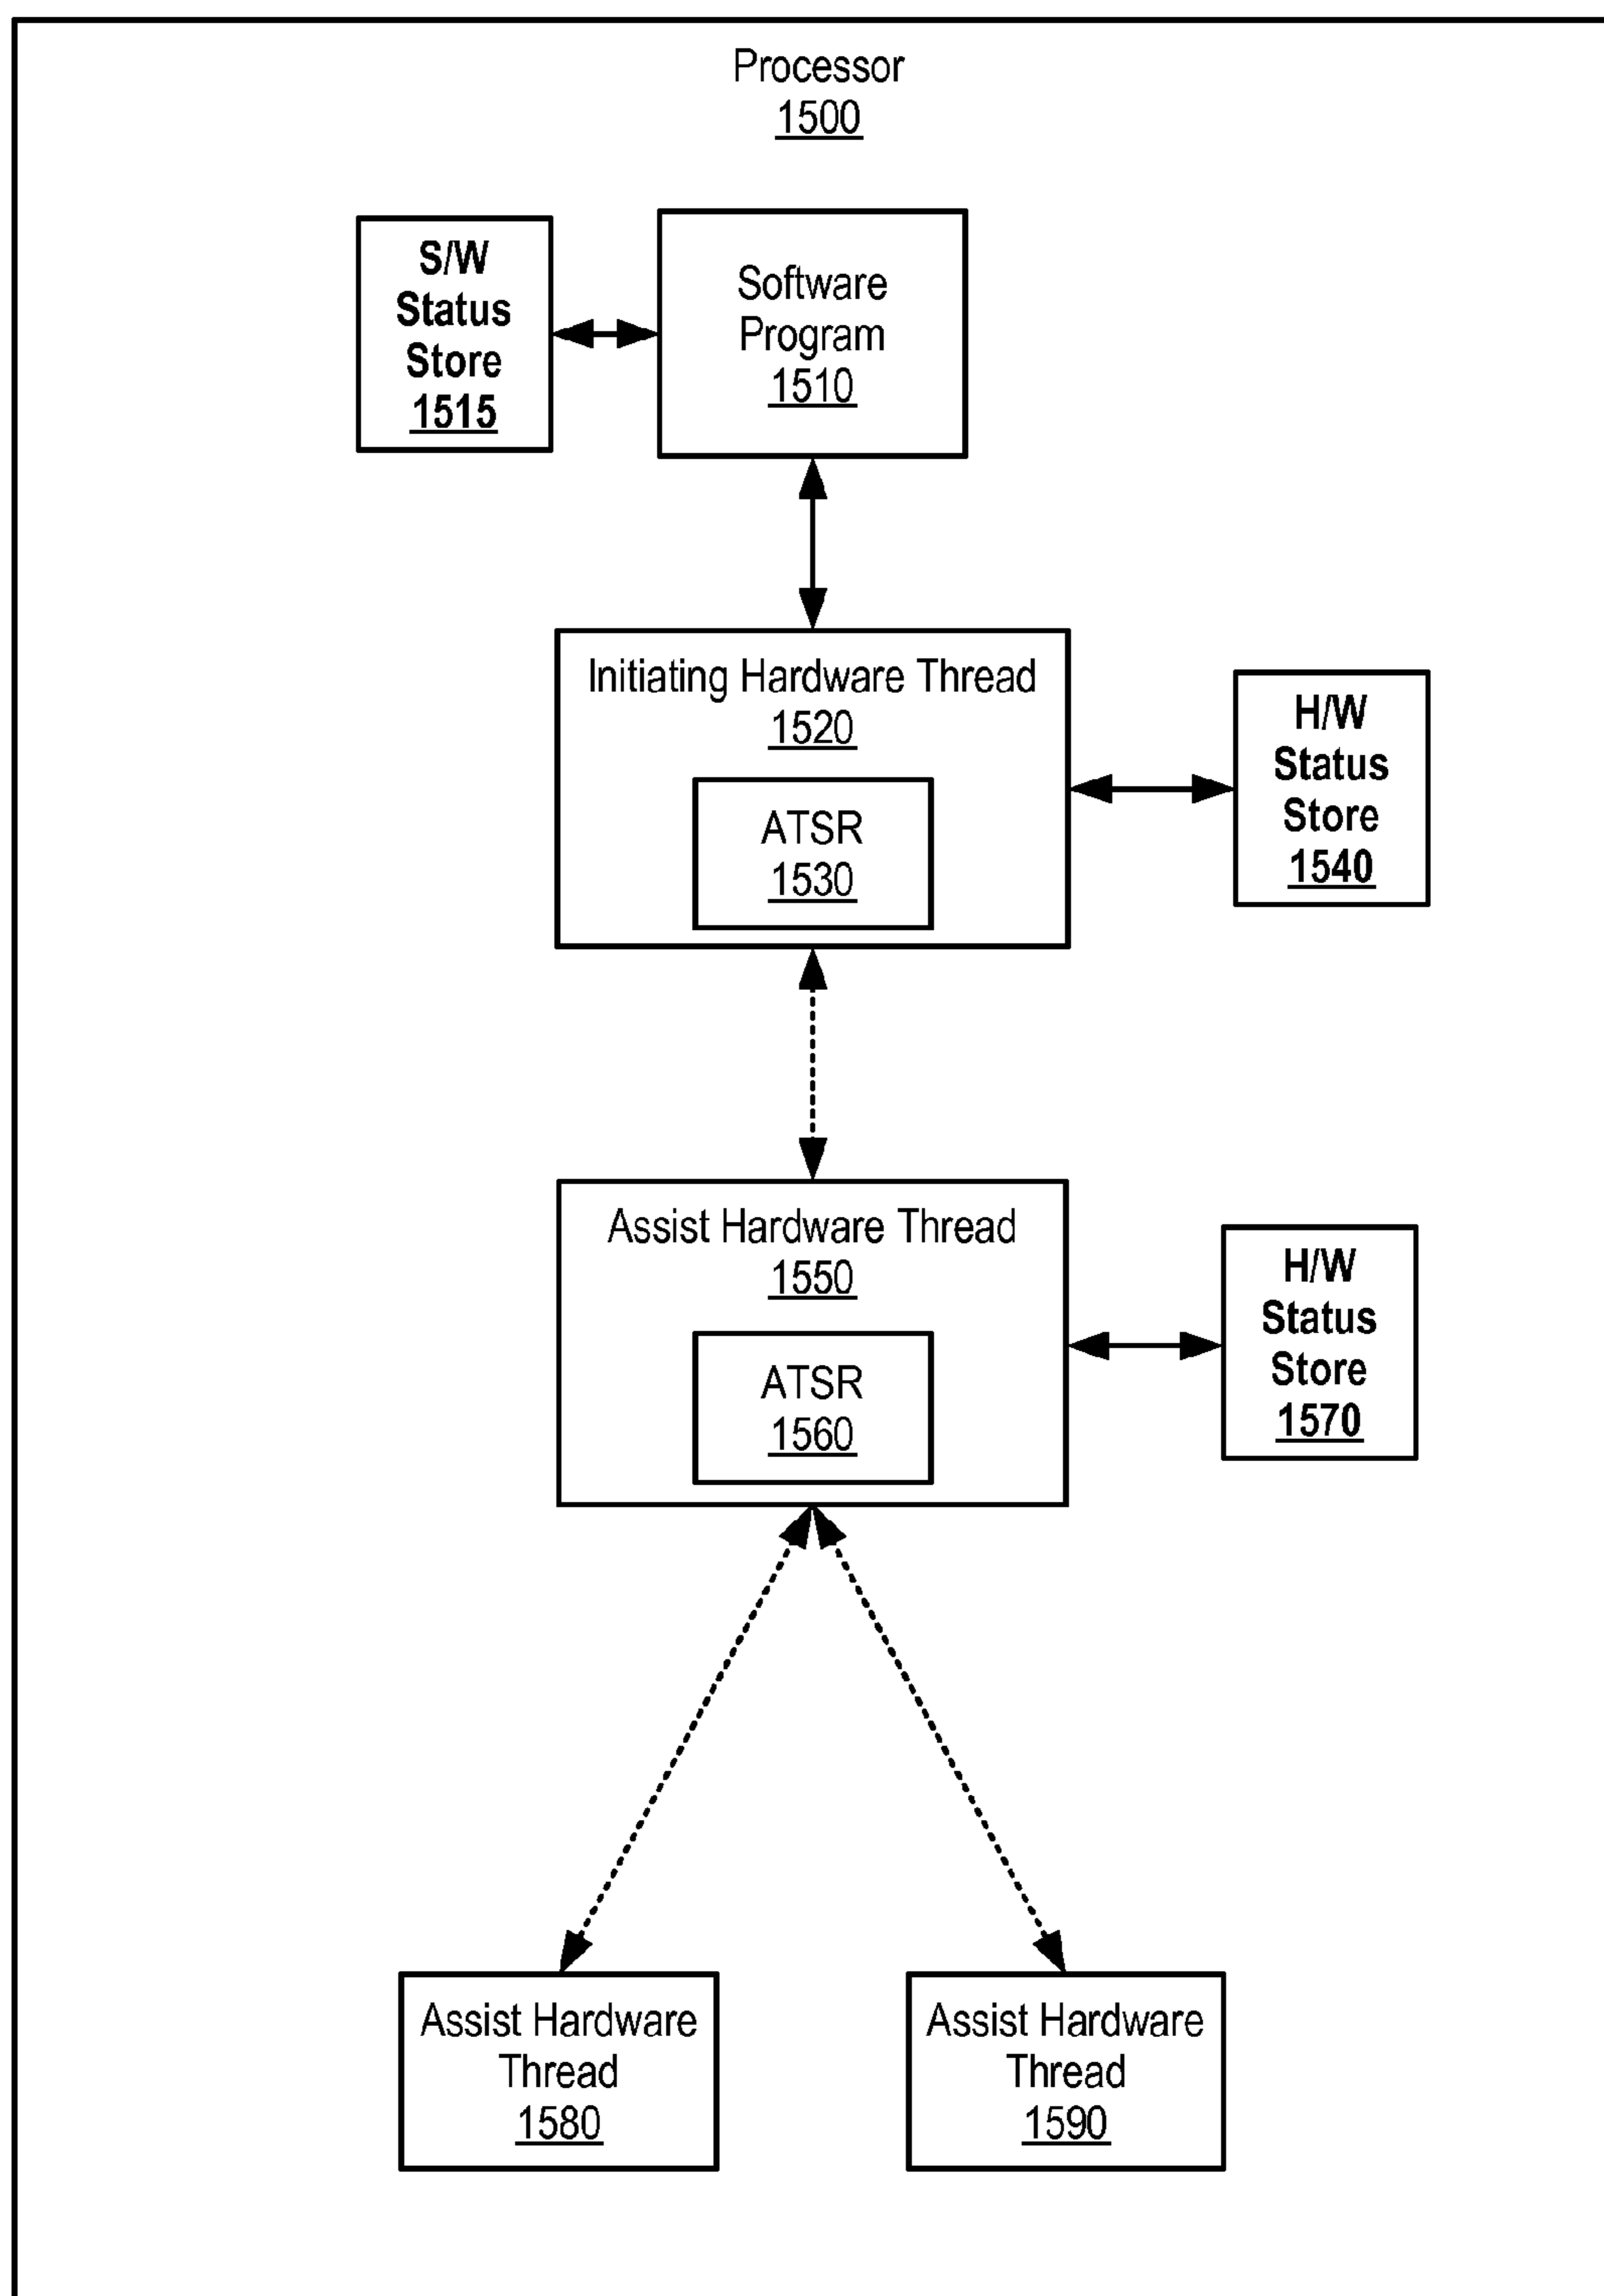 Processor
1500
S/W
Status
Store
1515
Software
Program
1510
Initiating Hardware Thread
1520
ATSR
1530
H/W
Status
Store
1540
Assist Hardware Thread
1550
ATSR
1560
H/W
Status
Store
1570
Assist Hardware
Thread
1580
Assist Hardware
Thread
1590